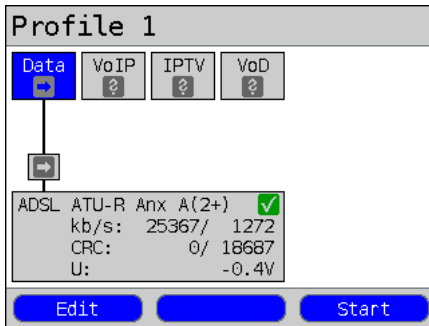 Profile 1
Data VoIP IPTV VoD
ADSL ATU-R Anx A(2+)
kb/s: 25367/ 1272
CRC: 0/ 18687
U: -0.4V
Edit Start